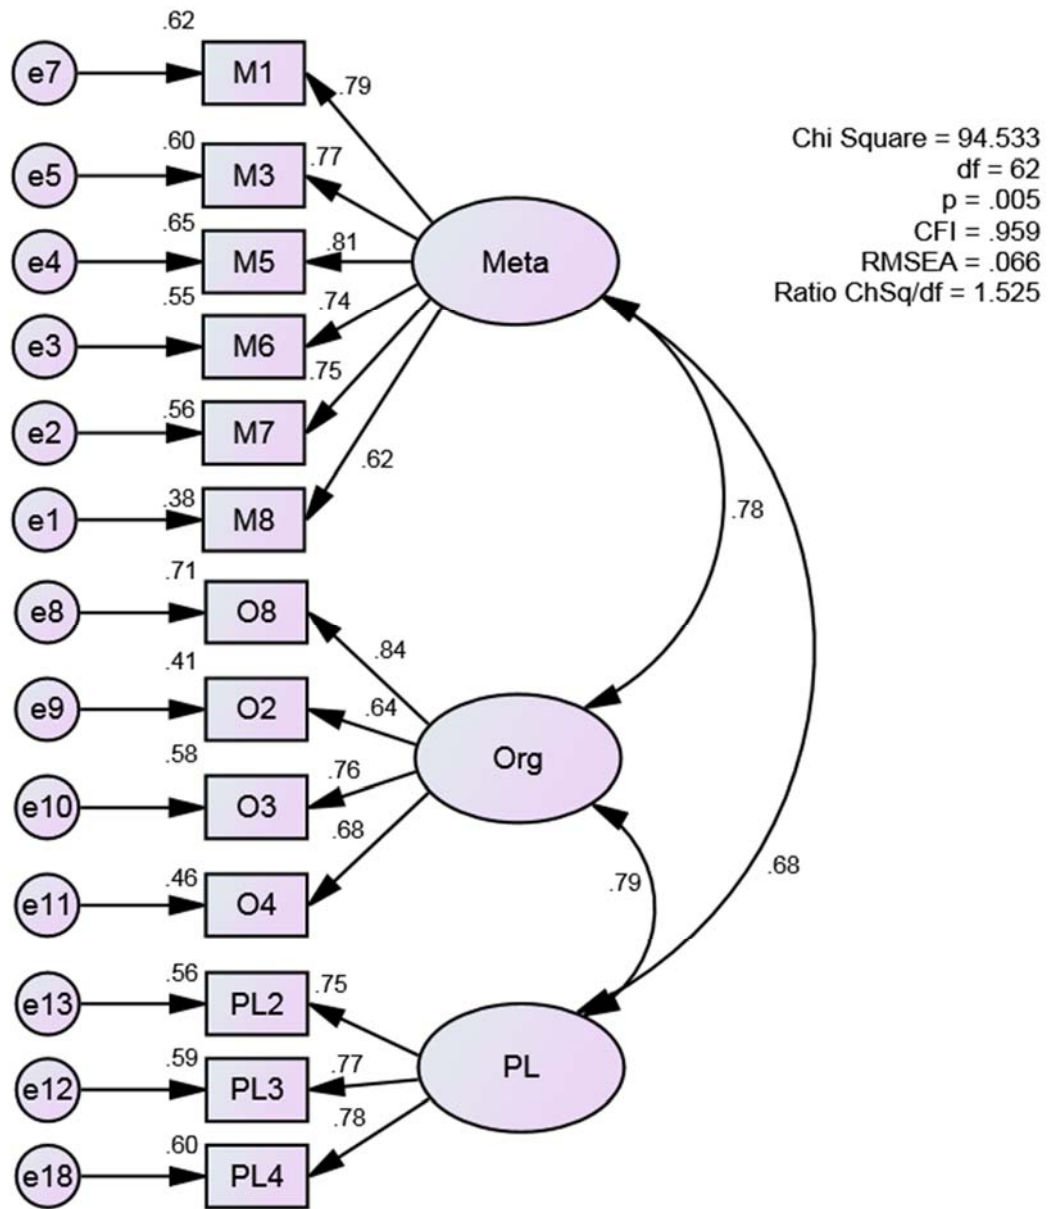 .62
e7
M1
.79
Chi Square = 94.533
df = 62
p = .005
CFI = .959
RMSEA = .066
Ratio ChSq/df = 1.525
.60
e5
M3
.77
.65
e4
M5
.81
Meta
.55
e3
M6
.74
.56
e2
M7
.75
.38
e1
M8
.62
.78
.71
e8
O8
.84
.41
e9
O2
.64
Org
.58
e10
O3
.76
.46
e11
O4
.68
.79
.68
.56
e13
PL2
.75
.59
e12
PL3
.77
PL
.60
e18
PL4
.78